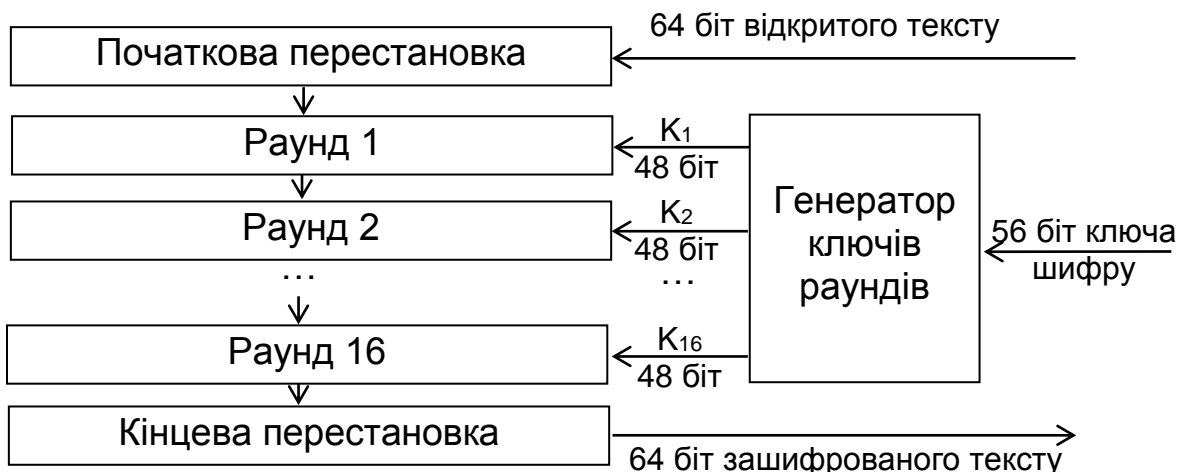 64 біт відкритого тексту
Початкова перестановка
Раунд 1
K1
48 біт
Раунд 2
K2
48 біт
...
...
Генератор
ключів
раундів
56 біт ключа
шифру
Раунд 16
K16
48 біт
Кінцева перестановка
64 біт зашифрованого тексту